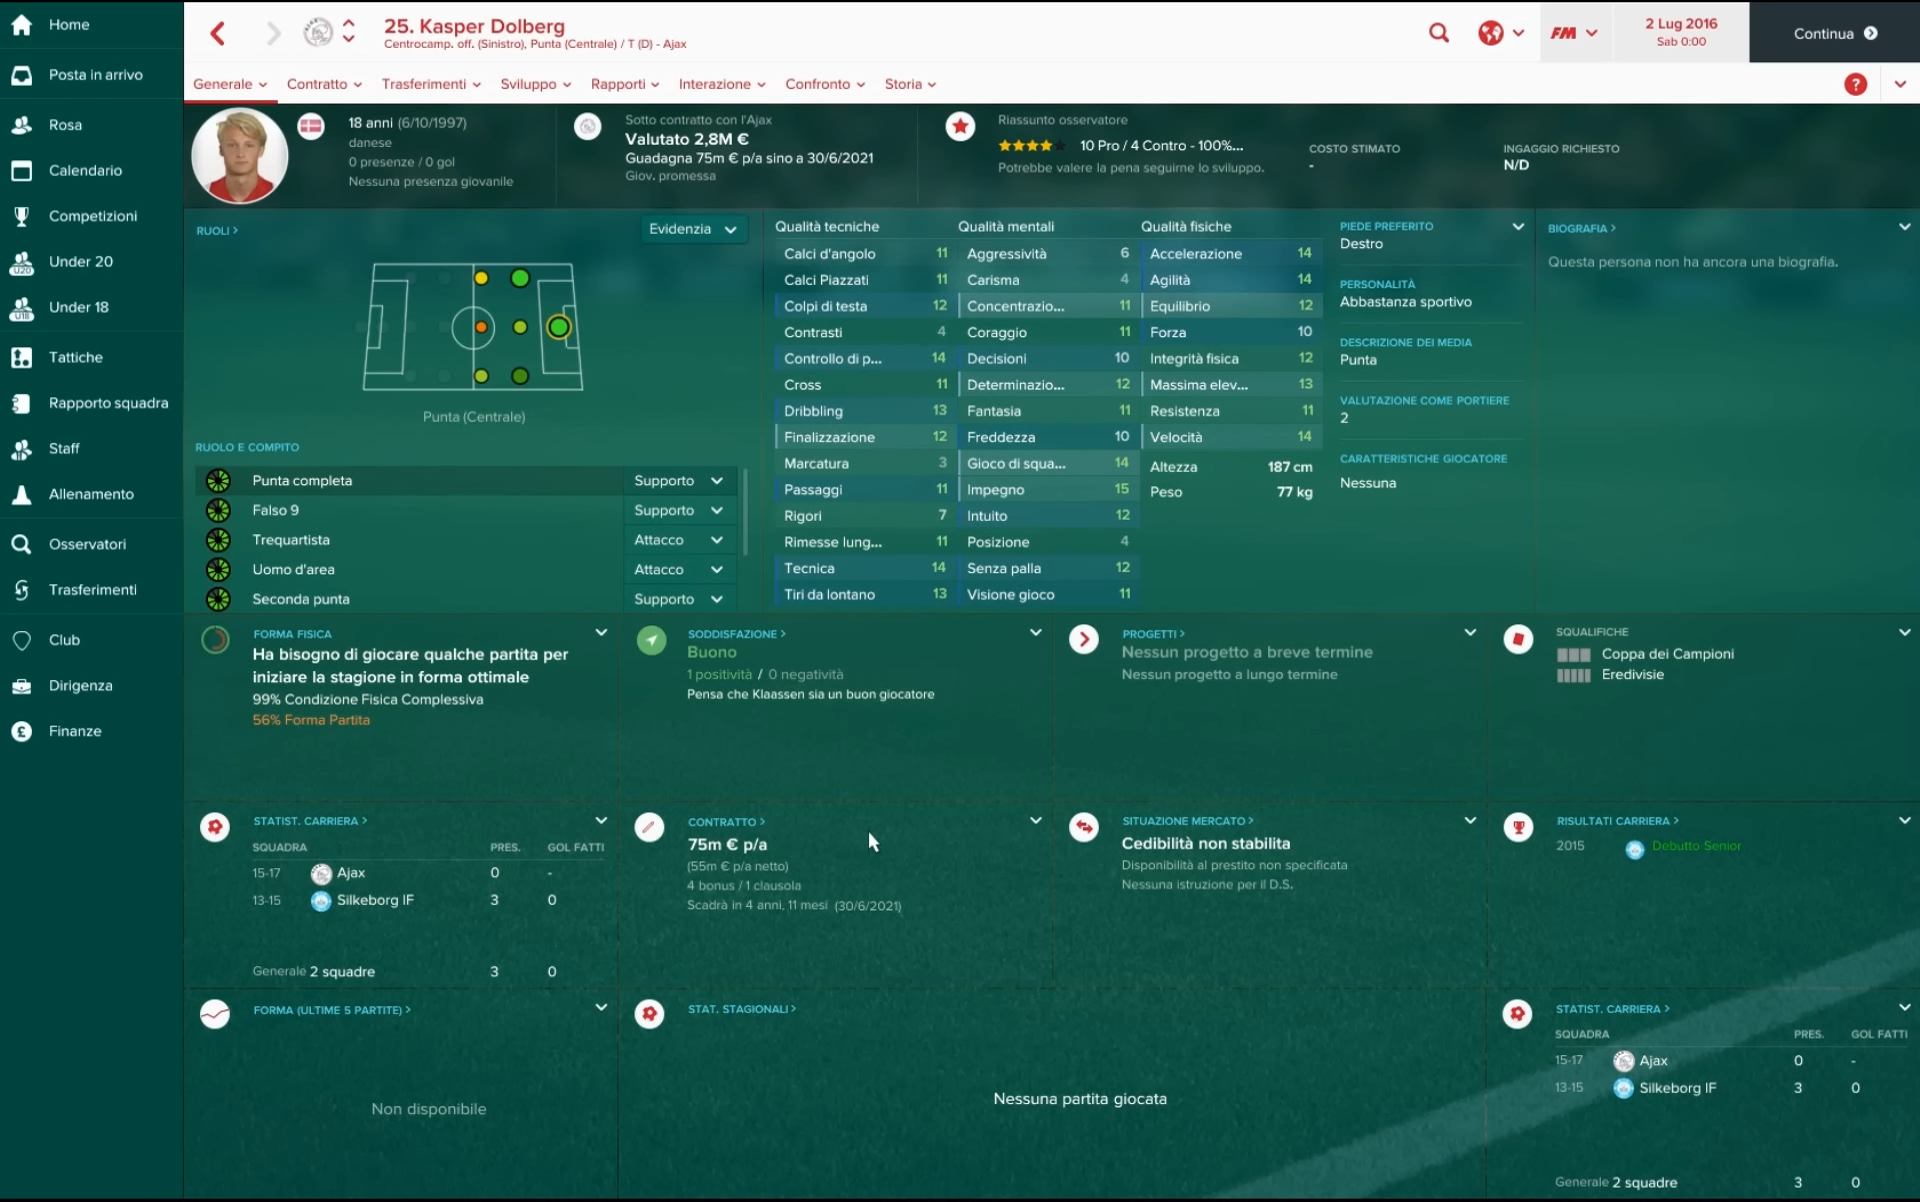 Home
Posta in arrivo
Rosa
Calendario
Competizioni
Under 20
Under 18
Tattiche
Rapporto squadra
Staff
Allenamento
Osservatori
Trasferimenti
Club
Dirigenza
Finanze
25. Kasper Dolberg
Centrocamp. off. (Sinistro), Punta (Centrale) / T (D) - Ajax
FM
2 Lug 2016
Sab 0:00
Continua
Generale Contratto Trasferimenti Sviluppo Rapporti Interazione Confronto Storia
?
18 anni (6/10/1997)
danese
0 presenze / 0 gol
Nessuna presenza giovanile
Sotto contratto con l'Ajax
Valutato 2,8M €
Guadagna 75m € p/a sino a 30/6/2021
Giov. promessa
Riassunto osservatore
10 Pro / 4 Contro - 100%...
Potrebbe valere la pena seguirne lo sviluppo.
COSTO STIMATO
-
INGAGGIO RICHIESTO
N/D
RUOLI >
Evidenzia
Punta (Centrale)
RUOLO E COMPITO
Punta completa Supporto
Falso 9 Supporto
Trequartista Attacco
Uomo d'area Attacco
Seconda punta Supporto
Qualità tecniche
Calci d'angolo 11
Calci Piazzati 11
Colpi di testa 12
Contrasti 4
Controllo di p... 14
Cross 11
Dribbling 13
Finalizzazione 12
Marcatura 3
Passaggi 11
Rigori 7
Rimesse lung... 11
Tecnica 14
Tiri da lontano 13
Qualità mentali
Aggressività 6
Carisma 4
Concentrazio... 11
Coraggio 11
Decisioni 10
Determinazio... 12
Fantasia 11
Freddezza 10
Gioco di squa... 14
Impegno 15
Intuito 12
Posizione 4
Senza palla 12
Visione gioco 11
Qualità fisiche
Accelerazione 14
Agilità 14
Equilibrio 12
Forza 10
Integrità fisica 12
Massima elev... 13
Resistenza 11
Velocità 14
Altezza 187 cm
Peso 77 kg
PIEDE PREFERITO
Destro
PERSONALITÀ
Abbastanza sportivo
DESCRIZIONE DEI MEDIA
Punta
VALUTAZIONE COME PORTIERE
2
CARATTERISTICHE GIOCATORE
Nessuna
BIOGRAFIA >
Questa persona non ha ancora una biografia.
FORMA FISICA
Ha bisogno di giocare qualche partita per
iniziare la stagione in forma ottimale
99% Condizione Fisica Complessiva
56% Forma Partita
SODDISFAZIONE >
Buono
1 positività / 0 negatività
Pensa che Klaassen sia un buon giocatore
PROGETTI >
Nessun progetto a breve termine
Nessun progetto a lungo termine
SQUALIFICHE
Coppa dei Campioni
Eredivisie
STATIST. CARRIERA >
SQUADRA PRES. GOL FATTI
15-17 Ajax 0 -
13-15 Silkeborg IF 3 0
Generale 2 squadre 3 0
CONTRATTO >
75m € p/a
(55m € p/a netto)
4 bonus / 1 clausola
Scadrà in 4 anni, 11 mesi (30/6/2021)
SITUAZIONE MERCATO >
Cedibilità non stabilita
Disponibilità al prestito non specificata
Nessuna istruzione per il D.S.
RISULTATI CARRIERA >
2015 Debutto Senior
FORMA (ULTIME 5 PARTITE) >
Non disponibile
STAT. STAGIONALI >
Nessuna partita giocata
STATIST. CARRIERA >
SQUADRA PRES. GOL FATTI
15-17 Ajax 0 -
13-15 Silkeborg IF 3 0
Generale 2 squadre 3 0